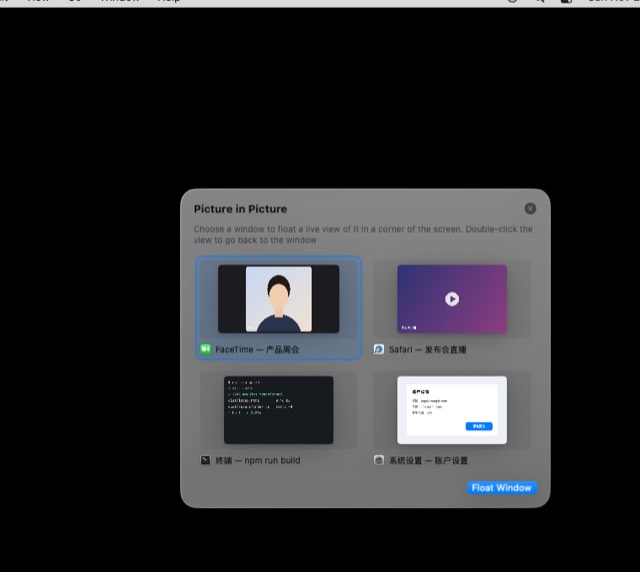 Window
Help
Picture in Picture
Choose a window to float a live view of it in a corner of the screen. Double-click the
view to go back to the window
FaceTime — 产品周会
Safari — 发布会直播
终端 — npm run build
系统设置 — 账户设置
Float Window